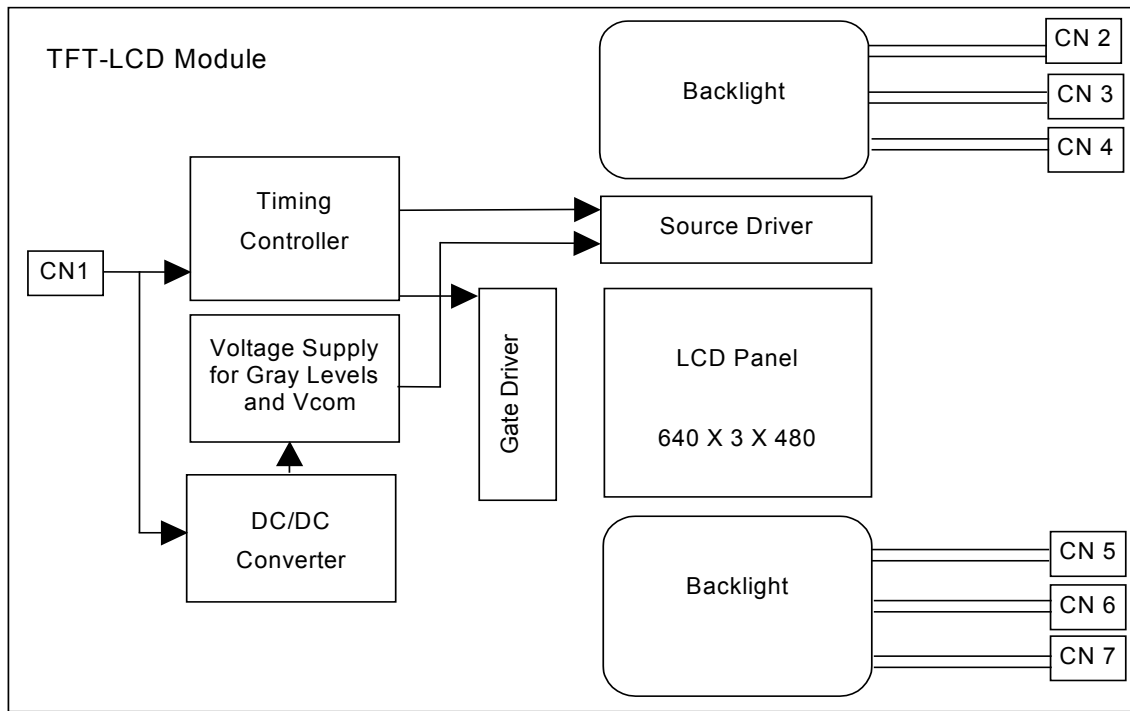 TFT-LCD Module
Backlight
CN 2
CN 3
CN 4
Timing
Controller
Source Driver
CN1
Voltage Supply
for Gray Levels
and Vcom
Gate Driver
LCD Panel
640 X 3 X 480
DC/DC
Converter
Backlight
CN 5
CN 6
CN 7